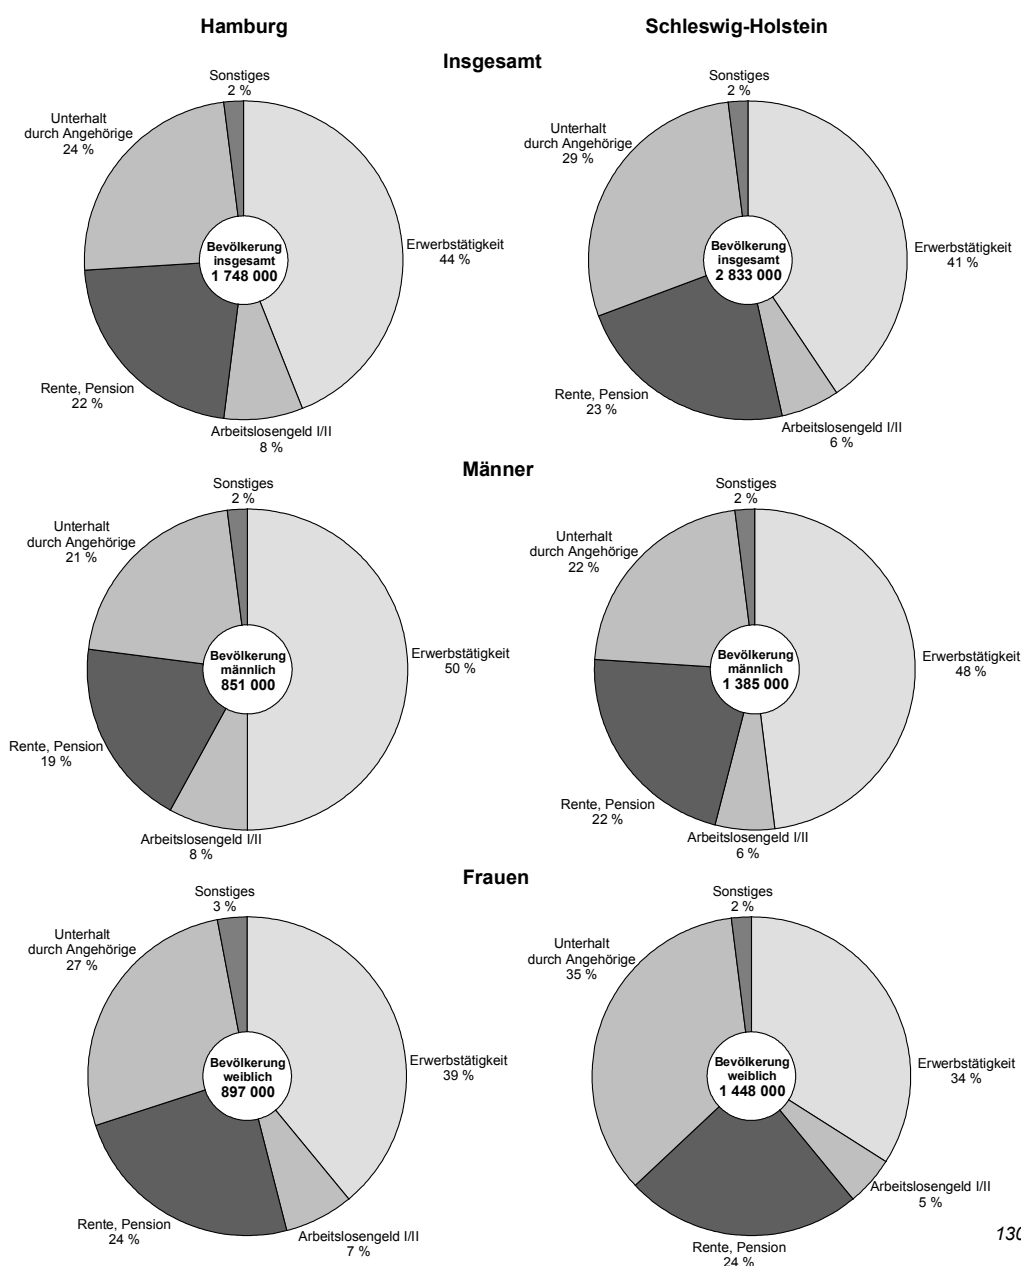 Hamburg
Schleswig-Holstein
Insgesamt
Sonstiges
2 %
Unterhalt
durch Angehörige
24 %
Bevölkerung
insgesamt
1 748 000
Erwerbstätigkeit
44 %
Rente, Pension
22 %
Arbeitslosengeld I/II
8 %
Sonstiges
2 %
Unterhalt
durch Angehörige
29 %
Bevölkerung
insgesamt
2 833 000
Erwerbstätigkeit
41 %
Rente, Pension
23 %
Arbeitslosengeld I/II
6 %
Männer
Sonstiges
2 %
Unterhalt
durch Angehörige
21 %
Bevölkerung
männlich
851 000
Erwerbstätigkeit
50 %
Rente, Pension
19 %
Arbeitslosengeld I/II
8 %
Sonstiges
2 %
Unterhalt
durch Angehörige
22 %
Bevölkerung
männlich
1 385 000
Erwerbstätigkeit
48 %
Rente, Pension
22 %
Arbeitslosengeld I/II
6 %
Frauen
Sonstiges
3 %
Unterhalt
durch Angehörige
27 %
Bevölkerung
weiblich
897 000
Erwerbstätigkeit
39 %
Rente, Pension
24 %
Arbeitslosengeld I/II
7 %
Sonstiges
2 %
Unterhalt
durch Angehörige
35 %
Bevölkerung
weiblich
1 448 000
Erwerbstätigkeit
34 %
Arbeitslosengeld I/II
5 %
Rente, Pension
24 %